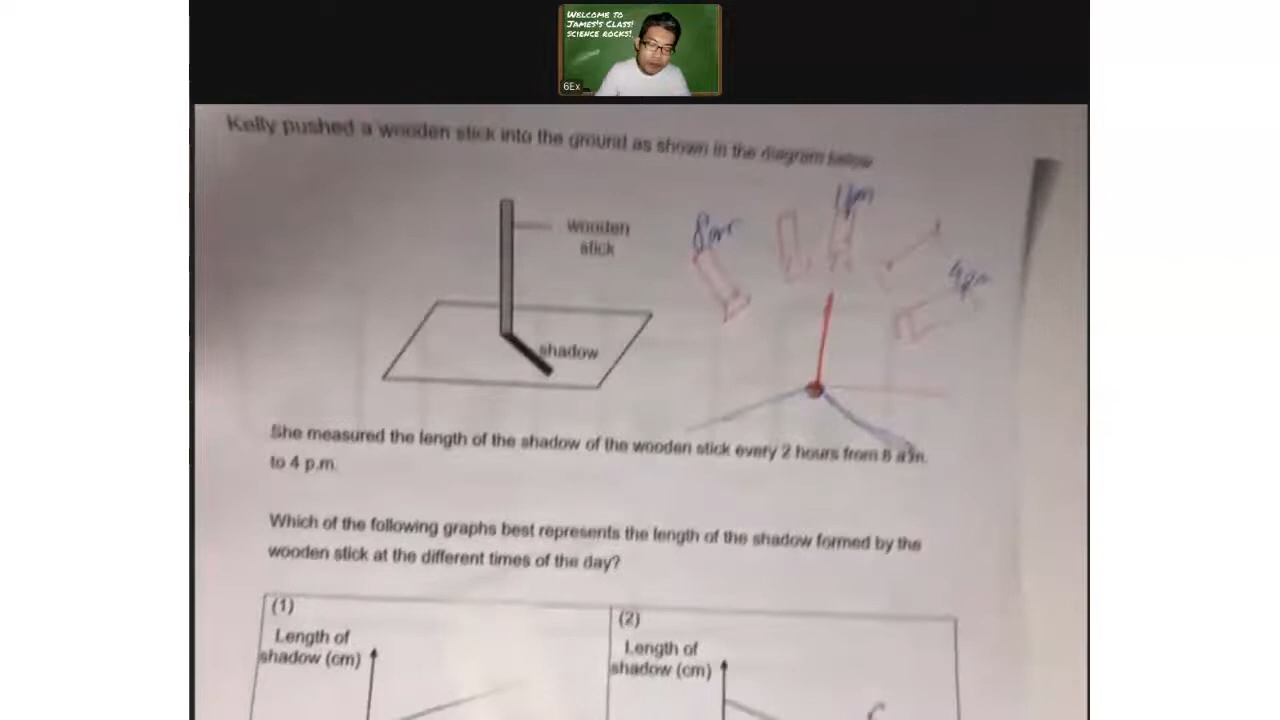 WELCOME TO
JAMES'S CLASS!
SCIENCE ROCKS!
6Ex
Kelly pushed a wooden stick into the ground as shown in the diagram below
wooden
stick
shadow
8am
1pm
4pm
She measured the length of the shadow of the wooden stick every 2 hours from 8 a.m.
to 4 p.m.
Which of the following graphs best represents the length of the shadow formed by the
wooden stick at the different times of the day?
(1)
Length of
shadow (cm)
(2)
Length of
shadow (cm)